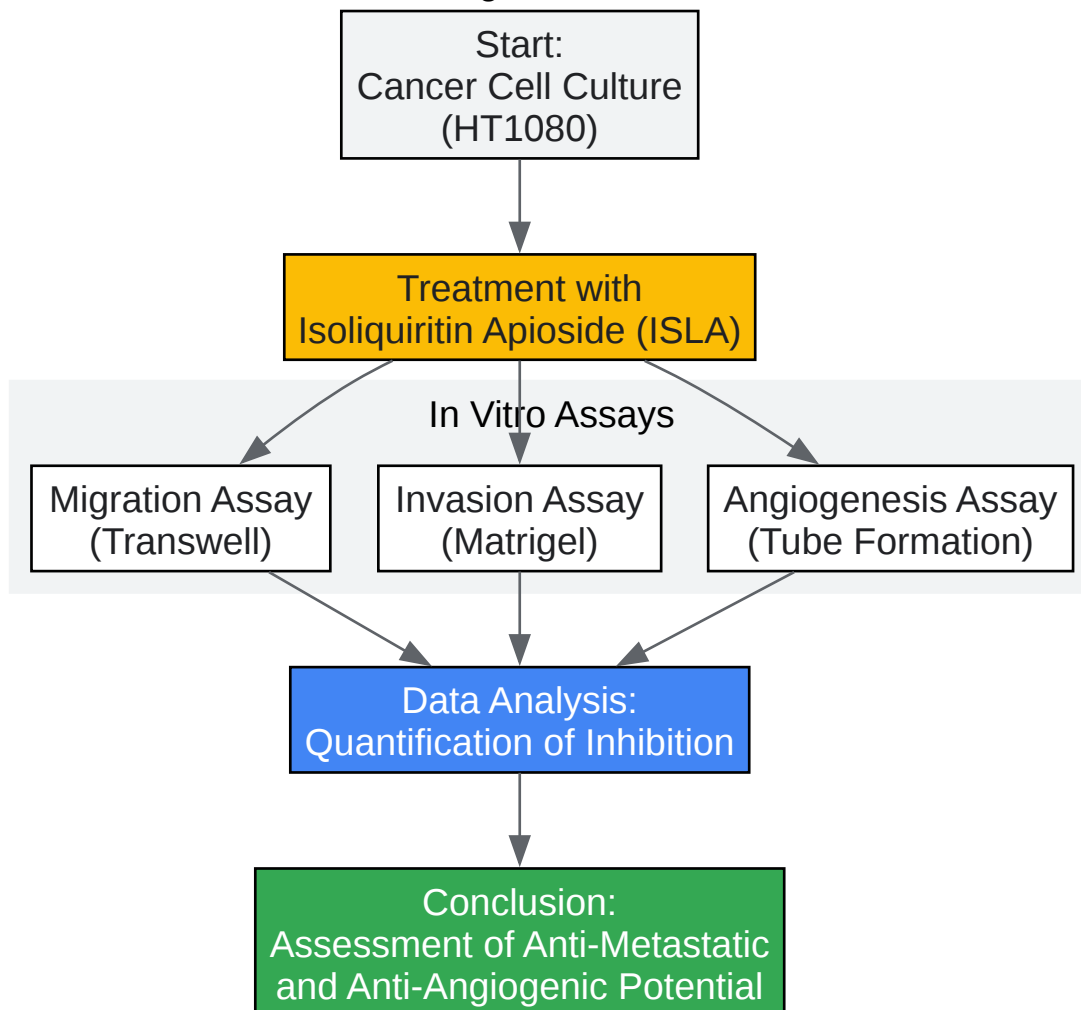 Start:
Cancer Cell Culture
(HT1080)
Treatment with
Isoliquiritin Apioside (ISLA)
In Vitro Assays
Migration Assay
(Transwell)
Invasion Assay
(Matrigel)
Angiogenesis Assay
(Tube Formation)
Data Analysis:
Quantification of Inhibition
Conclusion:
Assessment of Anti-Metastatic
and Anti-Angiogenic Potential